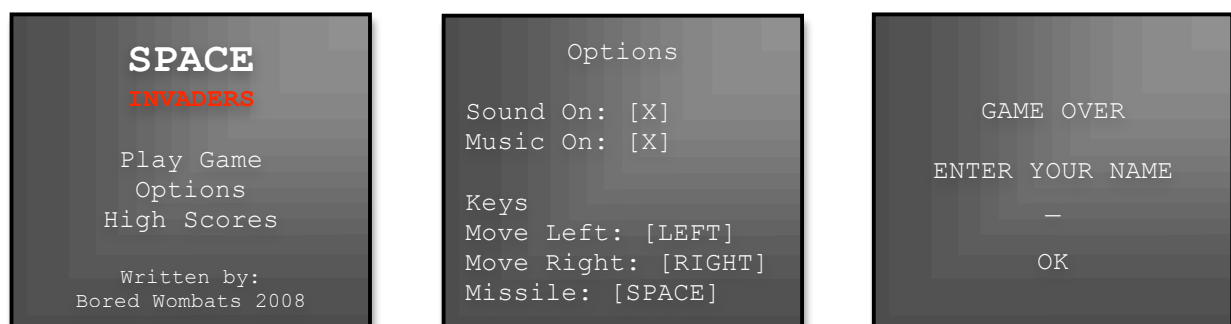 SPACE
INVADERS
Play Game
Options
High Scores
Written by:
Bored Wombats 2008
Options
Sound On: [X]
Music On: [X]
Keys
Move Left: [LEFT]
Move Right: [RIGHT]
Missile: [SPACE]
GAME OVER
ENTER YOUR NAME
_
OK